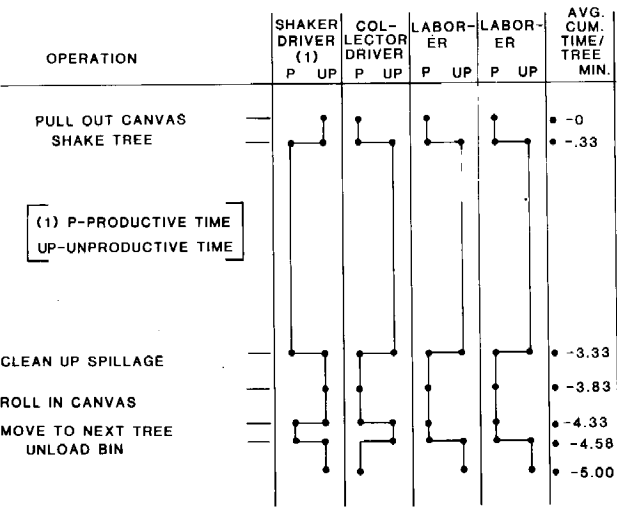 OPERATION
SHAKER DRIVER (1)
P UP
COL- LECTOR DRIVER
P UP
LABOR- ER
P UP
LABOR- ER
P UP
AVG. CUM. TIME/ TREE MIN.
PULL OUT CANVAS
-0
SHAKE TREE
-.33
(1) P-PRODUCTIVE TIME
UP-UNPRODUCTIVE TIME
CLEAN UP SPILLAGE
-3.33
-3.83
ROLL IN CANVAS
-4.33
MOVE TO NEXT TREE
-4.58
UNLOAD BIN
-5.00